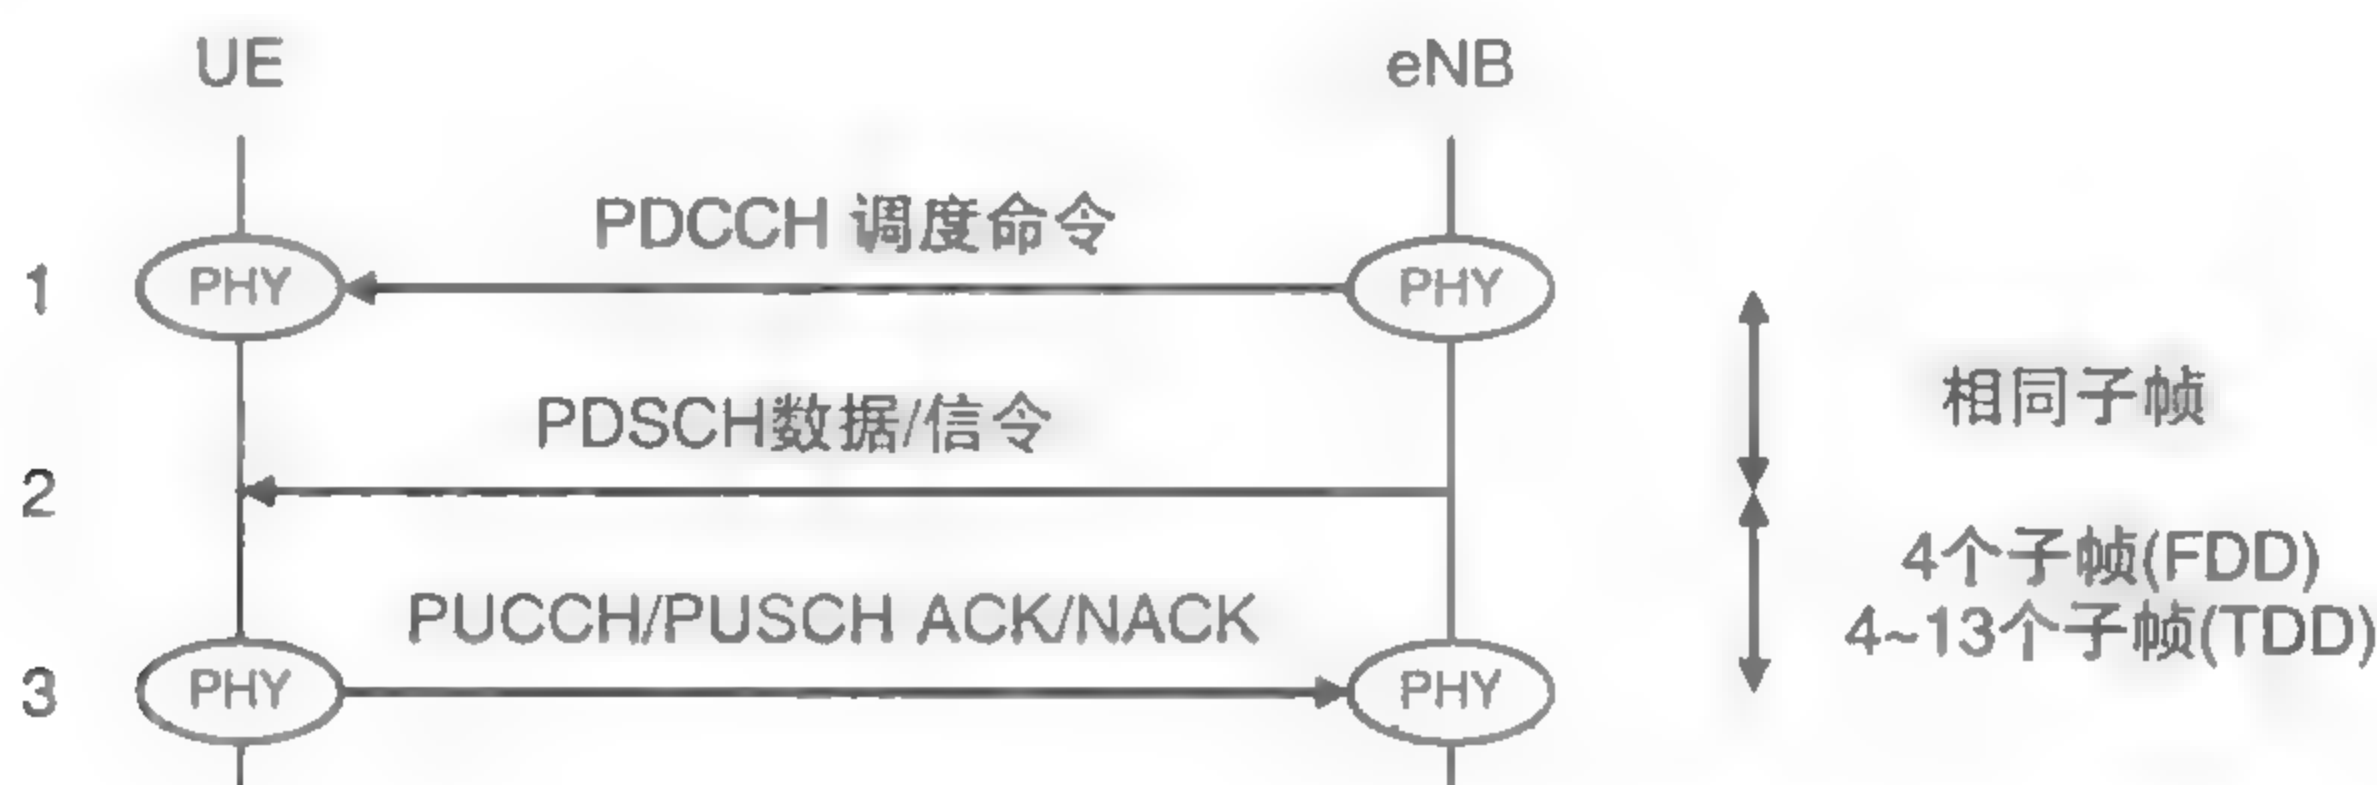 UE
eNB
PDCCH 调度命令
1
PHY
PHY
相同子帧
PDSCH数据/信令
2
4个子帧(FDD)
4~13个子帧(TDD)
PUCCH/PUSCH ACK/NACK
3
PHY
PHY